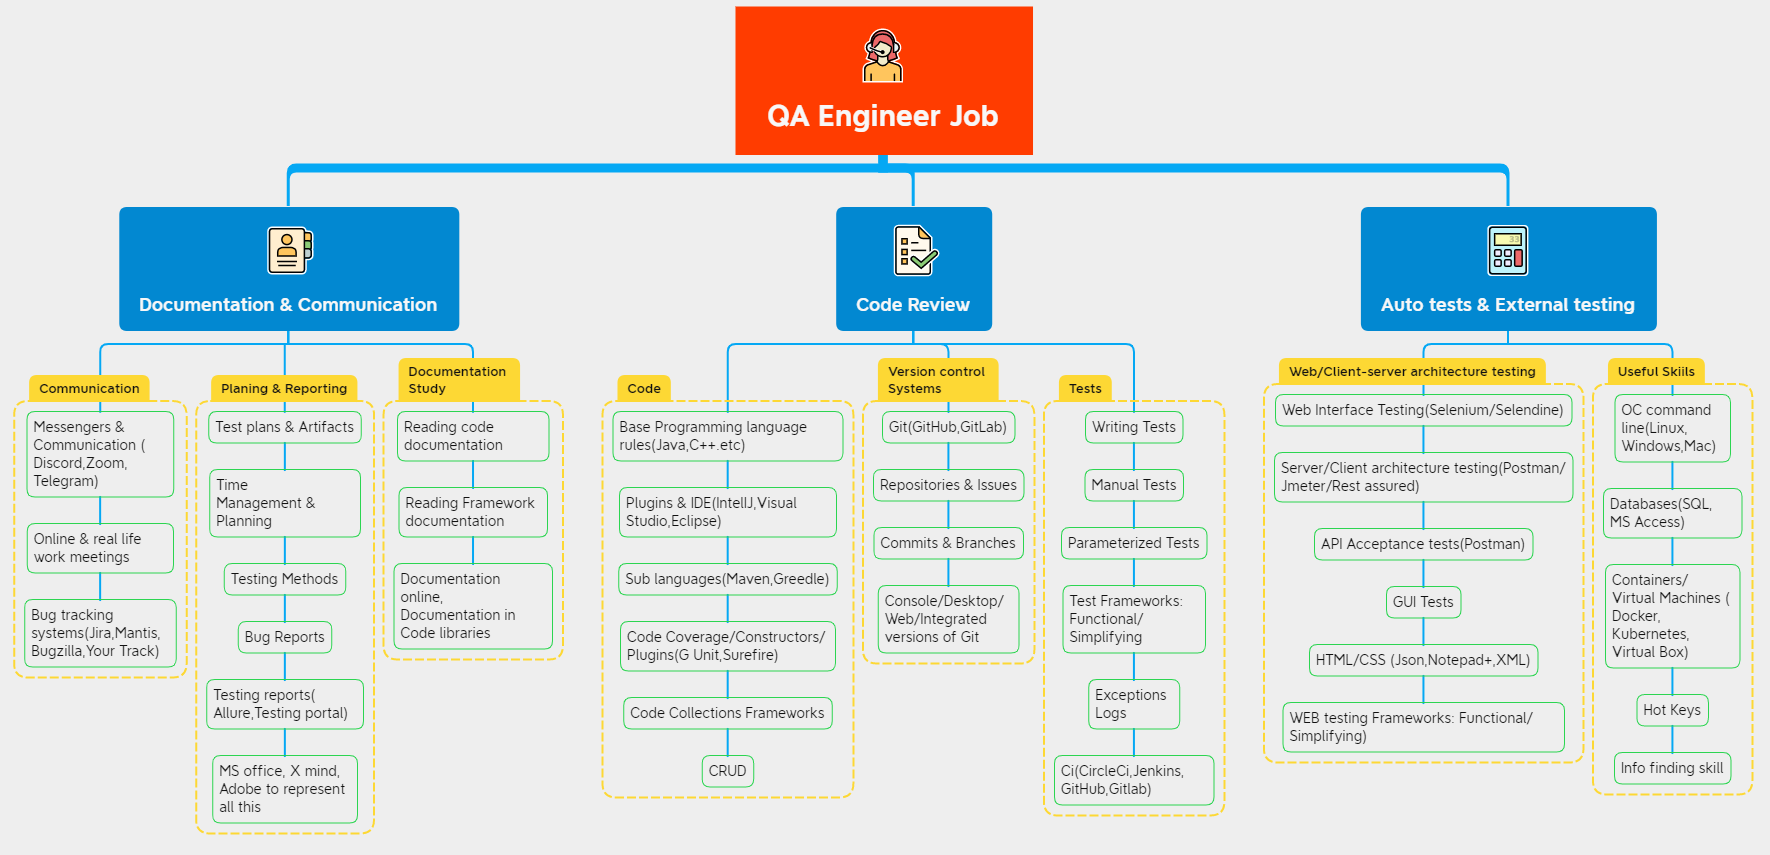 QA Engineer Job
Documentation & Communication
Communication
Messengers &
Communication (
Discord,Zoom,
Telegram)
Online & real life
work meetings
Bug tracking
systems(Jira,Mantis,
Bugzilla,Your Track)
Planing & Reporting
Test plans & Artifacts
Time
Management &
Planning
Testing Methods
Bug Reports
Testing reports(
Allure,Testing portal)
MS office, X mind,
Adobe to represent
all this
Documentation
Study
Reading code
documentation
Reading Framework
documentation
Documentation
online,
Documentation in
Code libraries
Code Review
Code
Base Programming language
rules(Java,C++.etc)
Plugins & IDE(IntellJ,Visual
Studio,Eclipse)
Sub languages(Maven,Greedle)
Code Coverage/Constructors/
Plugins(G Unit,Surefire)
Code Collections Frameworks
CRUD
Version control
Systems
Git(GitHub,GitLab)
Repositories & Issues
Commits & Branches
Console/Desktop/
Web/Integrated
versions of Git
Tests
Writing Tests
Manual Tests
Parameterized Tests
Test Frameworks:
Functional/
Simplifying
Exceptions
Logs
Ci(CircleCi,Jenkins,
GitHub,Gitlab)
Auto tests & External testing
Web/Client-server architecture testing
Web Interface Testing(Selenium/Selendine)
Server/Client architecture testing(Postman/
Jmeter/Rest assured)
API Acceptance tests(Postman)
GUI Tests
HTML/CSS (Json,Notepad+,XML)
WEB testing Frameworks: Functional/
Simplifying)
Useful Skiils
OC command
line(Linux,
Windows,Mac)
Databases(SQL,
MS Access)
Containers/
Virtual Machines (
Docker,
Kubernetes,
Virtual Box)
Hot Keys
Info finding skill